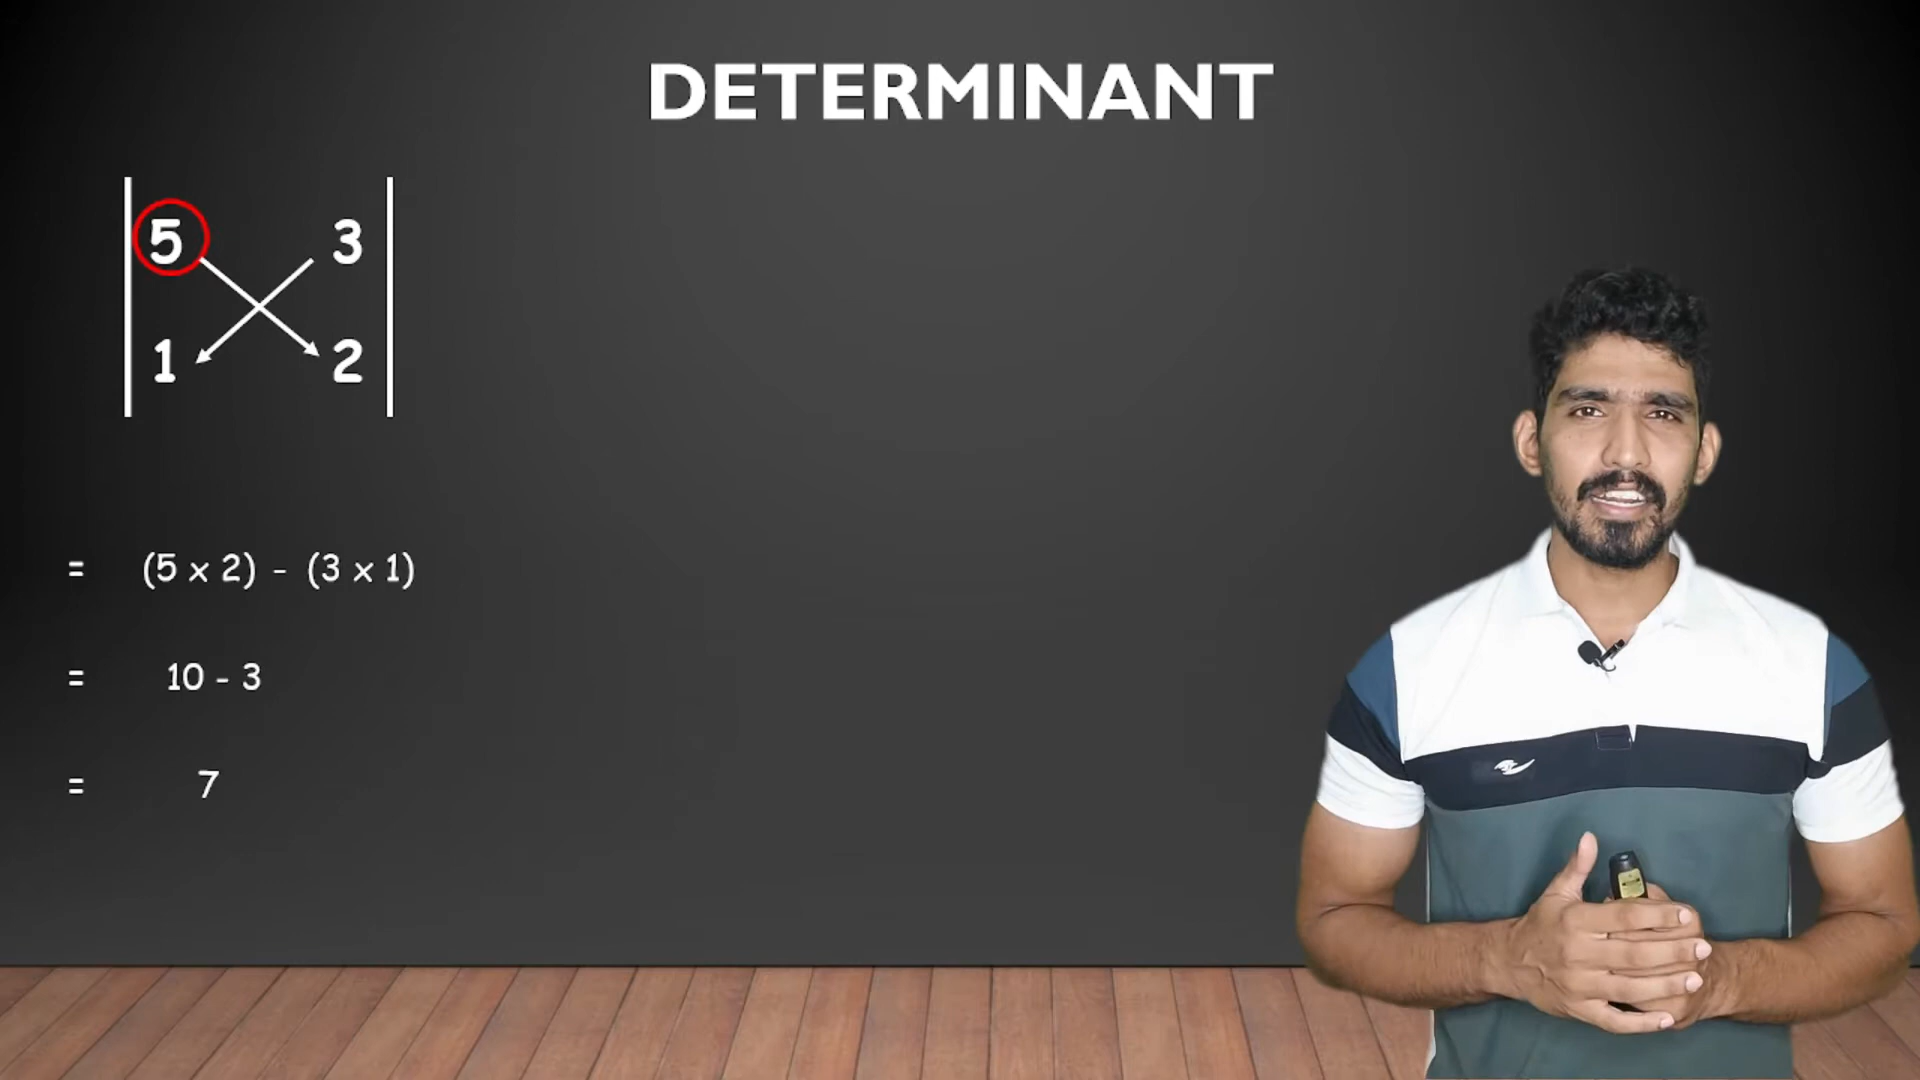 DETERMINANT
5 3
1 2
= (5 x 2) - (3 x 1)
= 10 - 3
= 7